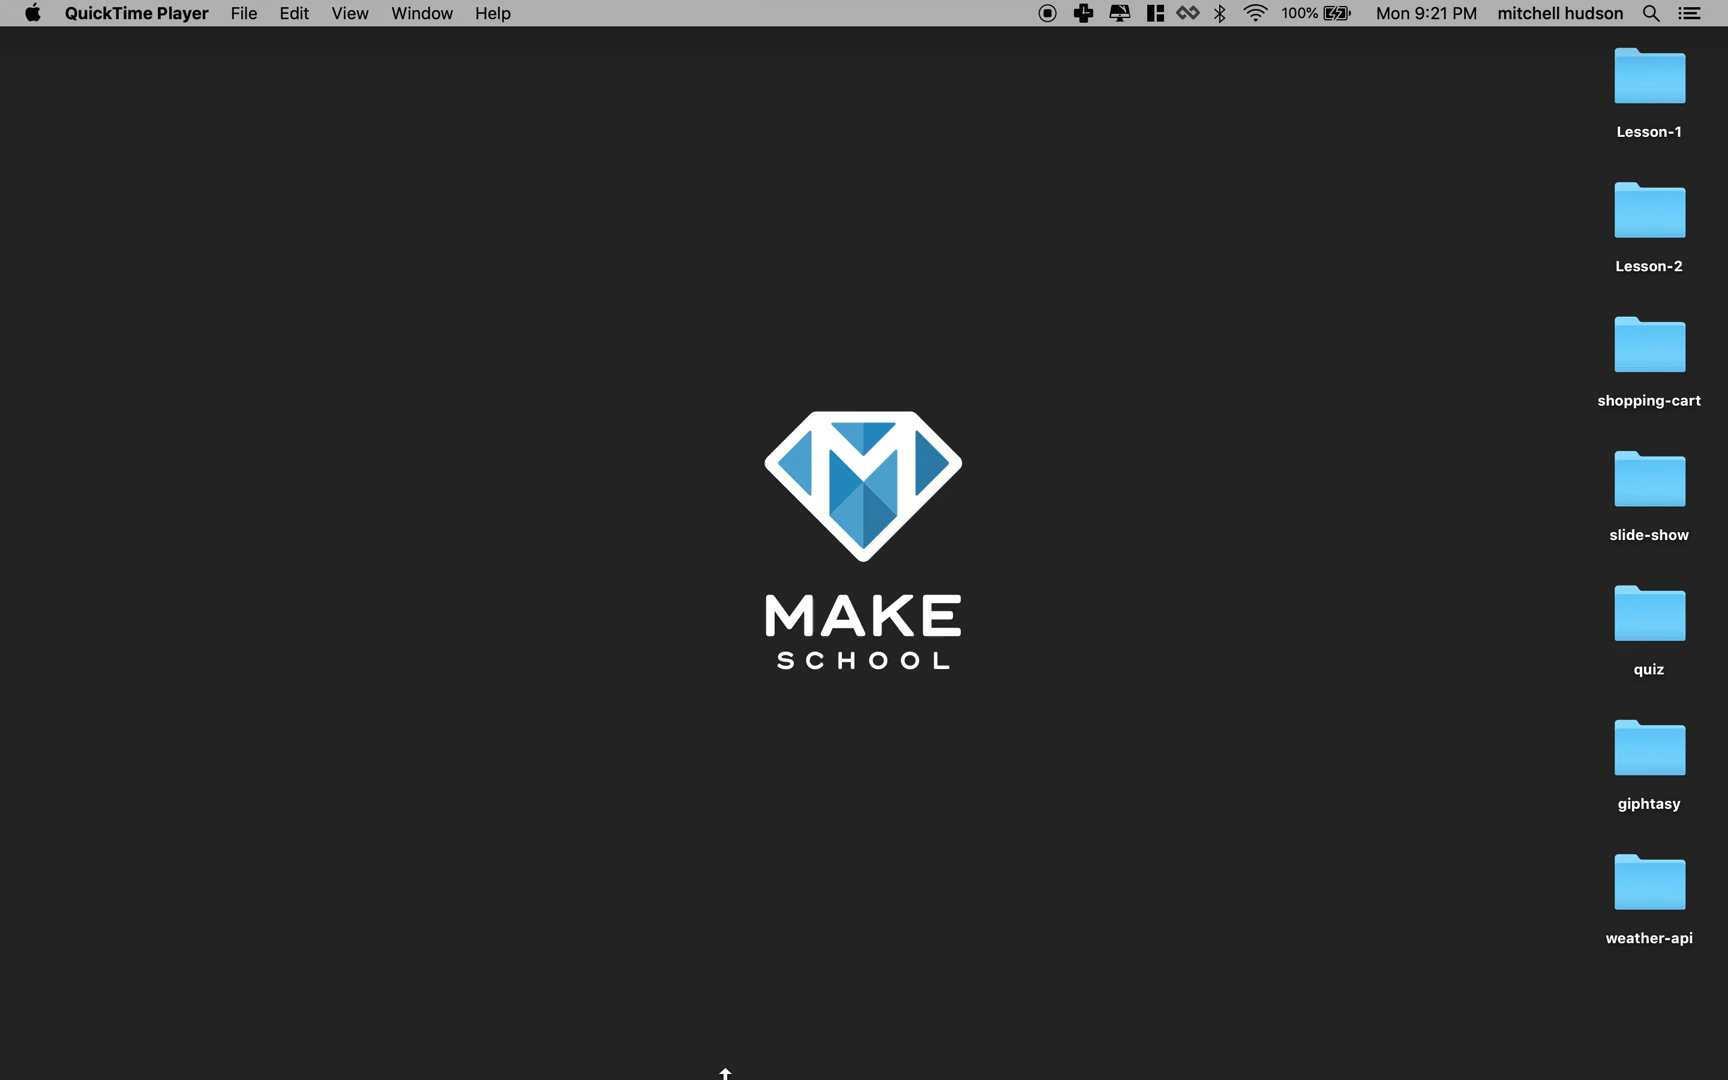 QuickTime Player File Edit View Window Help 100% Mon 9:21 PM mitchell hudson
Lesson-1
Lesson-2
shopping-cart
slide-show
quiz
giphtasy
weather-api
MAKE
SCHOOL